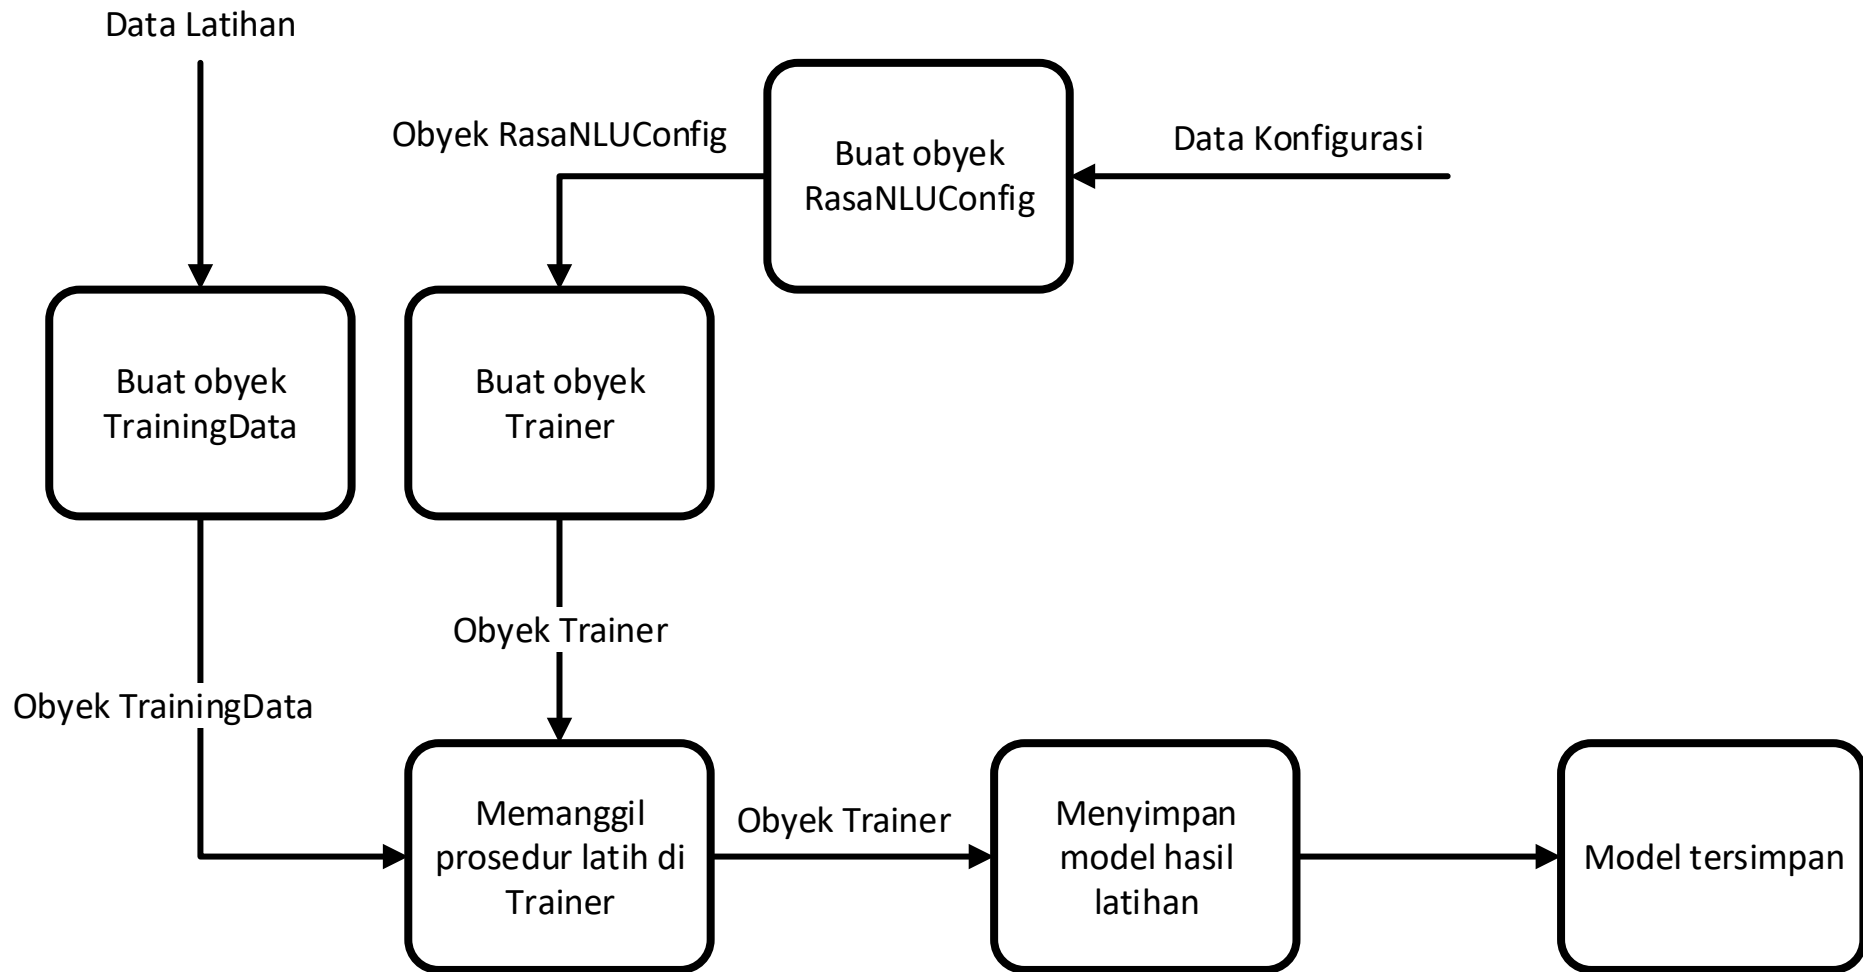 Data Latihan
Obyek RasaNLUConfig
Buat obyek
RasaNLUConfig
Data Konfigurasi
Buat obyek
TrainingData
Buat obyek
Trainer
Obyek Trainer
Obyek TrainingData
Memanggil
prosedur latih di
Trainer
Obyek Trainer
Menyimpan
model hasil
latihan
Model tersimpan